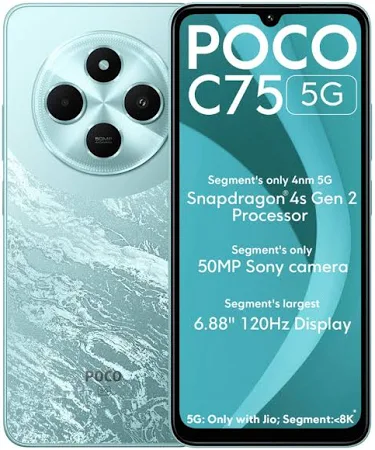 POCO
C75 5G
Segment's only 4nm 5G
Snapdragon® 4s Gen 2
Processor
Segment's only
50MP Sony camera
Segment's largest
6.88" 120Hz Display
5G: Only with Jio; Segment:<8K*
50MP
POCO